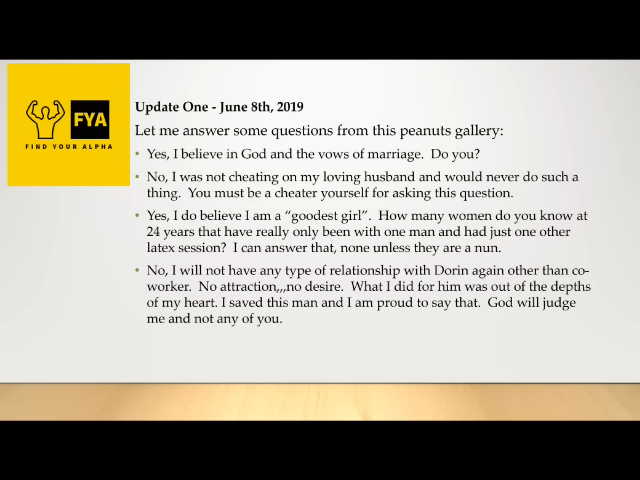 FYA
FIND YOUR ALPHA
Update One - June 8th, 2019
Let me answer some questions from this peanuts gallery:
• Yes, I believe in God and the vows of marriage.  Do you?
• No, I was not cheating on my loving husband and would never do such a
thing.  You must be a cheater yourself for asking this question.
• Yes, I do believe I am a “goodest girl”.  How many women do you know at
24 years that have really only been with one man and had just one other
latex session?  I can answer that, none unless they are a nun.
• No, I will not have any type of relationship with Dorin again other than co-
worker.  No attraction,,,no desire.  What I did for him was out of the depths
of my heart. I saved this man and I am proud to say that.  God will judge
me and not any of you.